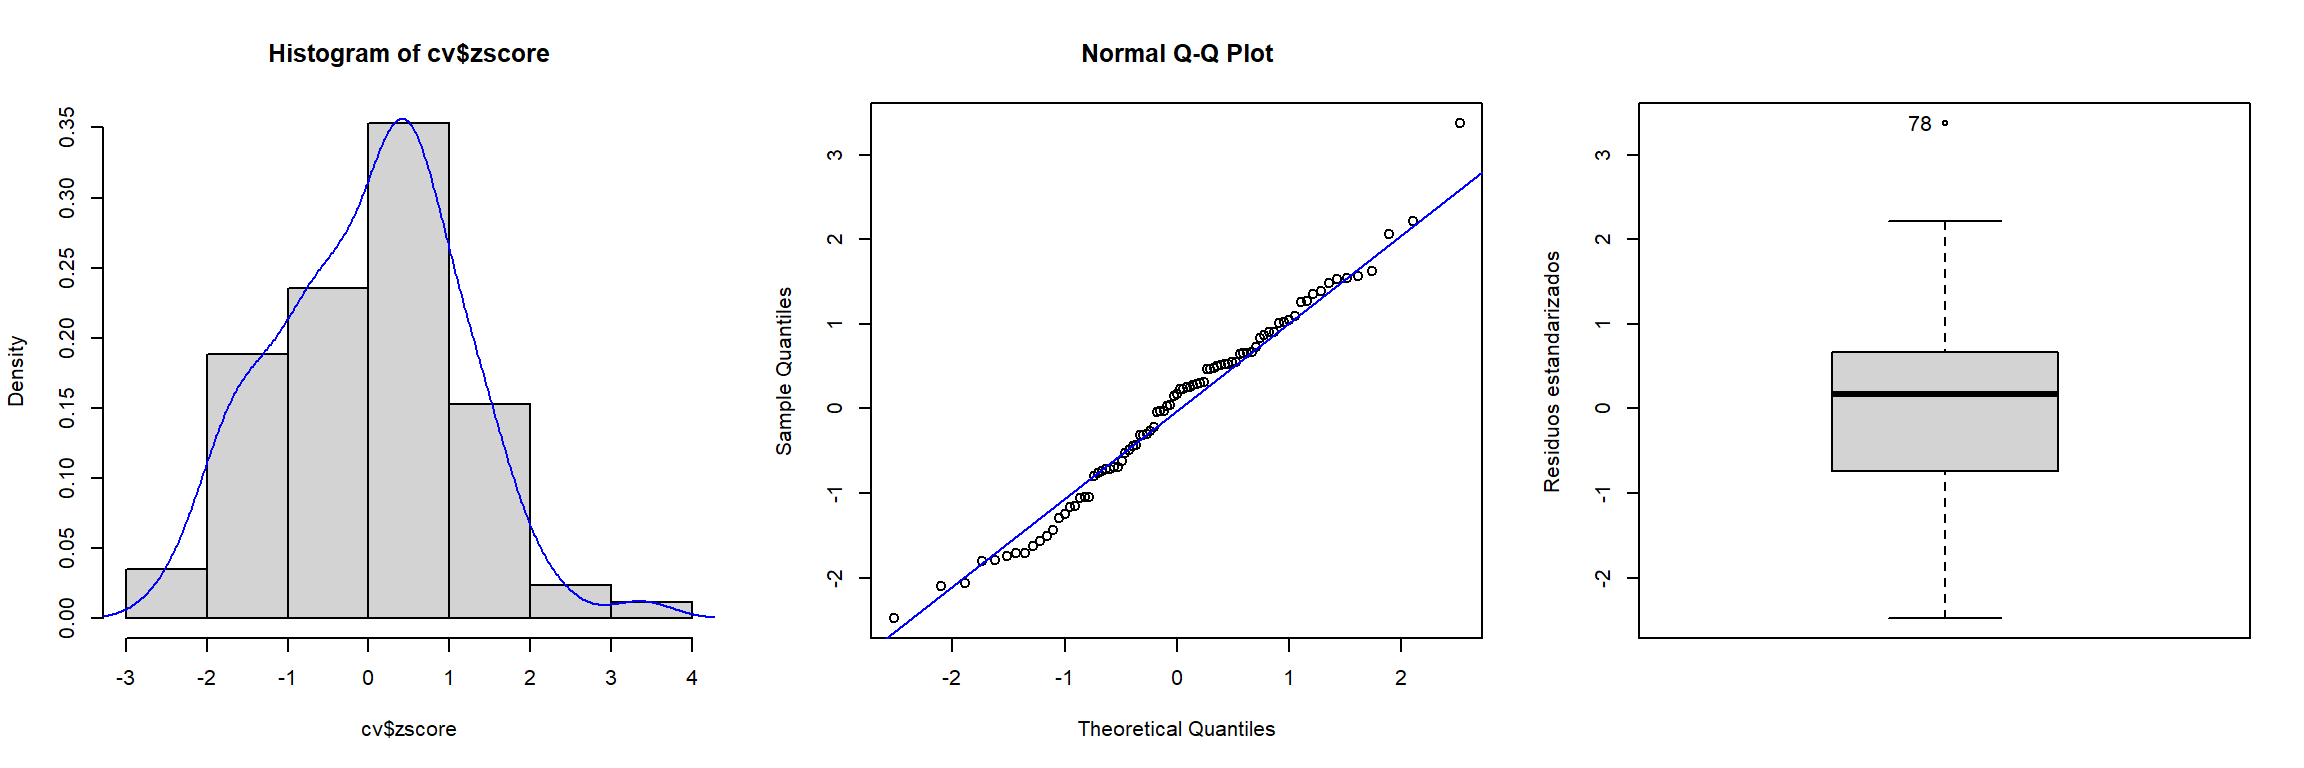 Histogram of cv$zscore
Density
0.00 0.05 0.10 0.15 0.20 0.25 0.30 0.35
-3 -2 -1 0 1 2 3 4
cv$zscore
Normal Q-Q Plot
Sample Quantiles
-2 -1 0 1 2 3
-2 -1 0 1 2
Theoretical Quantiles
Residuos estandarizados
-2 -1 0 1 2 3
78